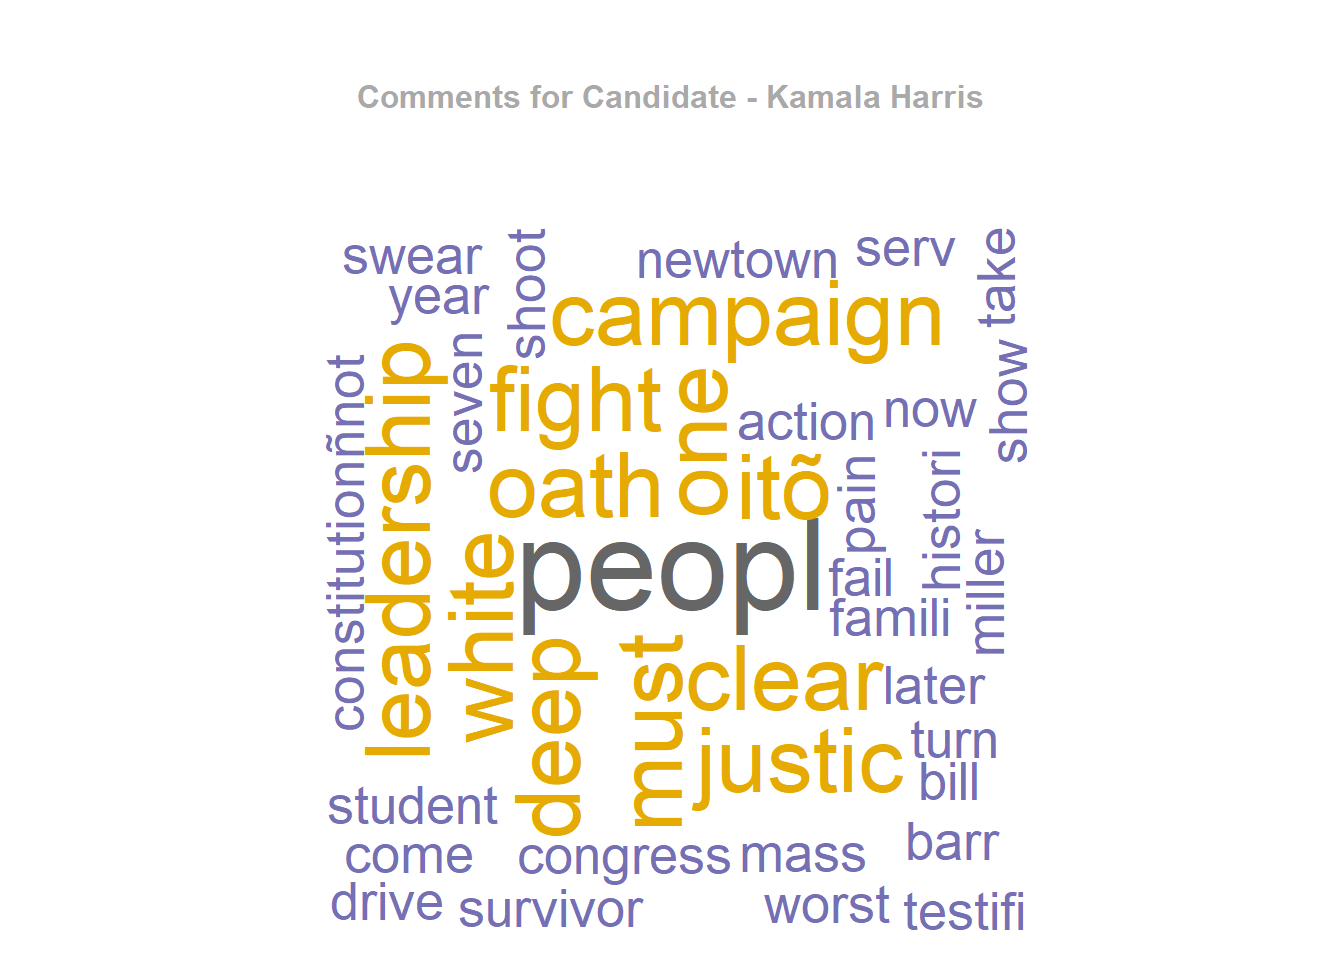 Comments for Candidate - Kamala Harris
swear
shoot
newtown
serv
take
year
campaign
seven
fight
one
action
now
show
constitutionññnot
leadership
oath
itõ
pain
histori
white
peopl
fail
famili
miller
deep
must
clear
later
justic
turn
bill
student
come
congress
mass
barr
drive
survivor
worst
testifi